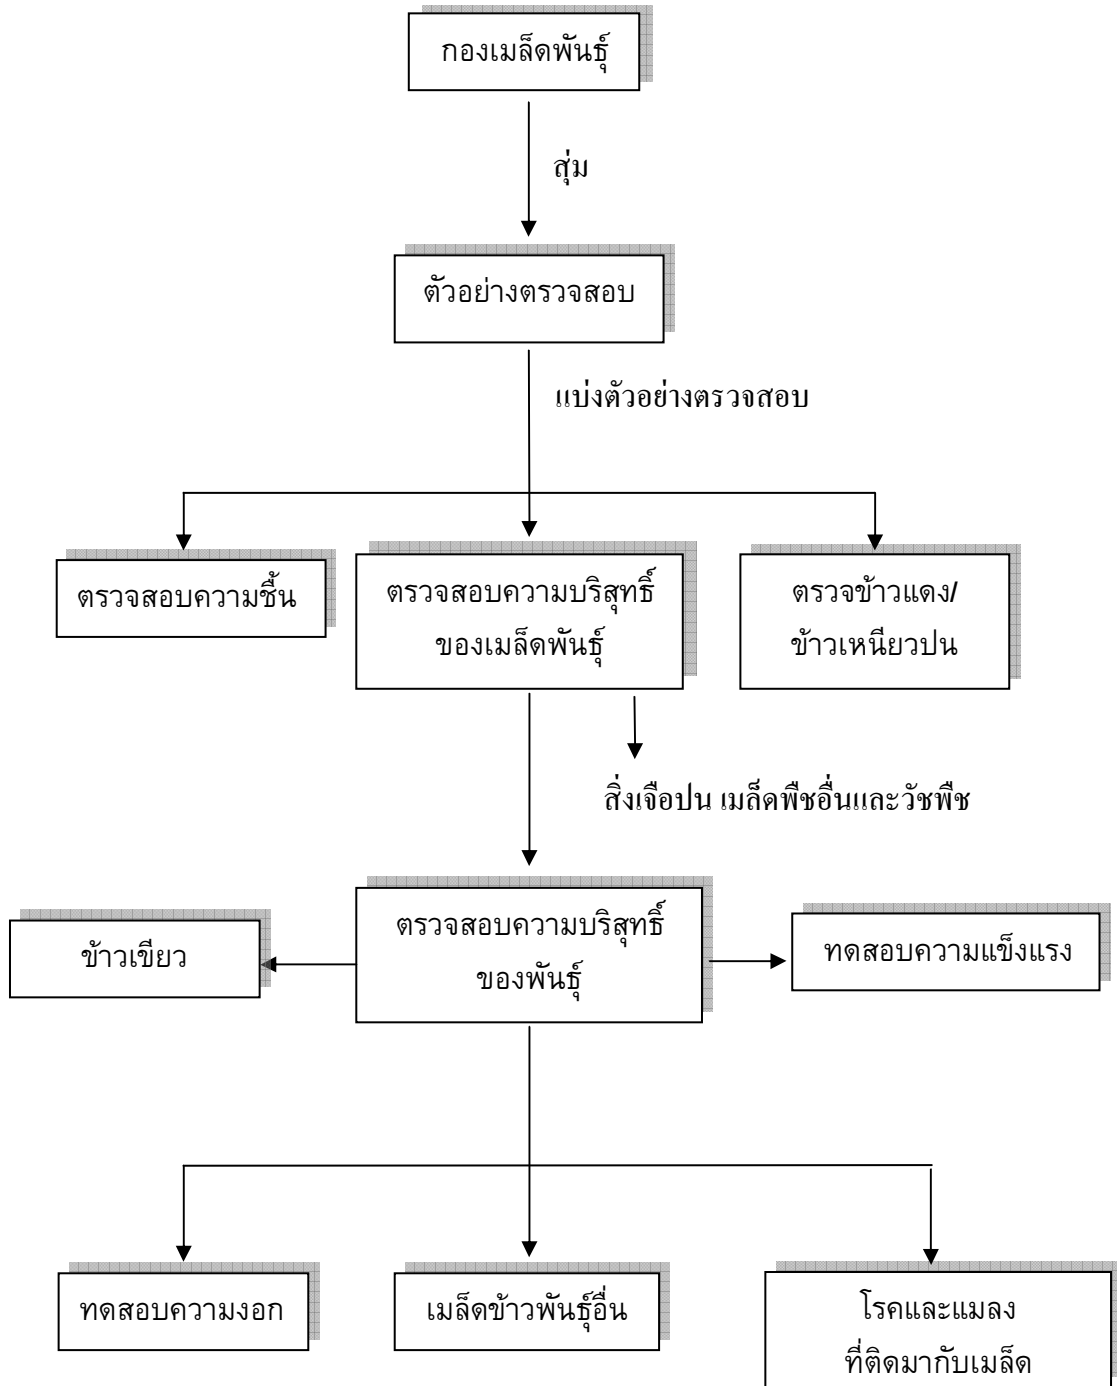 กองเมล็ดพันธุ์
สุ่ม
ตัวอย่างตรวจสอบ
แบ่งตัวอย่างตรวจสอบ
ตรวจสอบความชื้น
ตรวจสอบความบริสุทธิ์
ของเมล็ดพันธุ์
ตรวจข้าวแดง/
ข้าวเหนียวปน
สิ่งเจือปน เมล็ดพืชอื่นและวัชพืช
ข้าวเขียว
ตรวจสอบความบริสุทธิ์
ของพันธุ์
ทดสอบความแข็งแรง
ทดสอบความงอก
เมล็ดข้าวพันธุ์อื่น
โรคและแมลง
ที่ติดมากับเมล็ด